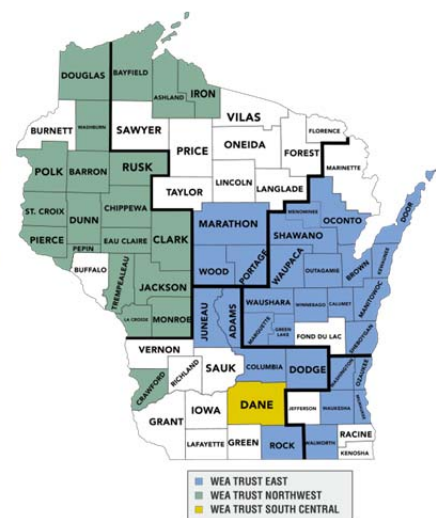 DOUGLAS
BAYFIELD
ASHLAND
IRON
VILAS
BURNETT
WASHBURN
SAWYER
PRICE
ONEIDA
FOREST
FLORENCE
MARINETTE
POLK
BARRON
RUSK
LINCOLN
LANGLADE
TAYLOR
ST. CROIX
DUNN
CHIPPEWA
MARATHON
MENOMINEE
OCONTO
DOOR
PIERCE
PEPIN
EAU CLAIRE
CLARK
SHAWANO
BUFFALO
TREMPEALEAU
JACKSON
WOOD
PORTAGE
WAUPACA
OUTAGAMIE
BROWN
KEWAUNEE
LA CROSSE
MONROE
JUNEAU
ADAMS
WAUSHARA
WINNEBAGO
CALUMET
MANITOWOC
MARQUETTE
GREEN
LAKE
FOND DU LAC
SHEBOYGAN
VERNON
CRAWFORD
RICHLAND
SAUK
COLUMBIA
DODGE
WASHINGTON
OZAUKEE
GRANT
IOWA
DANE
JEFFERSON
WAUKESHA
MILWAUKEE
LAFAYETTE
GREEN
ROCK
WALWORTH
RACINE
KENOSHA
WEA TRUST EAST
WEA TRUST NORTHWEST
WEA TRUST SOUTH CENTRAL